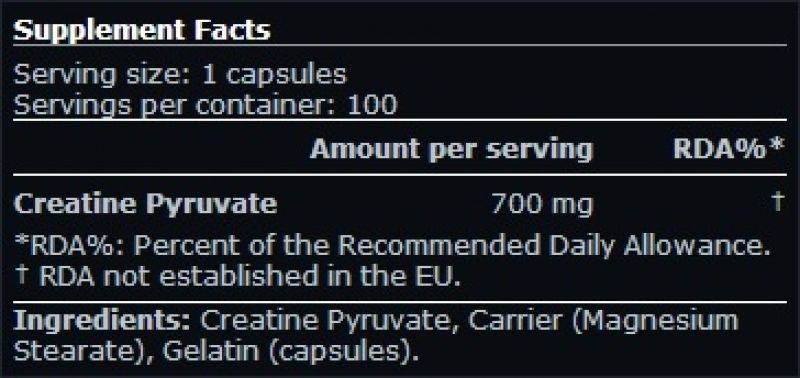 Supplement Facts
Serving size: 1 capsules
Servings per container: 100
Amount per serving RDA%*
Creatine Pyruvate 700 mg †
*RDA%: Percent of the Recommended Daily Allowance.
† RDA not established in the EU.
Ingredients: Creatine Pyruvate, Carrier (Magnesium
Stearate), Gelatin (capsules).